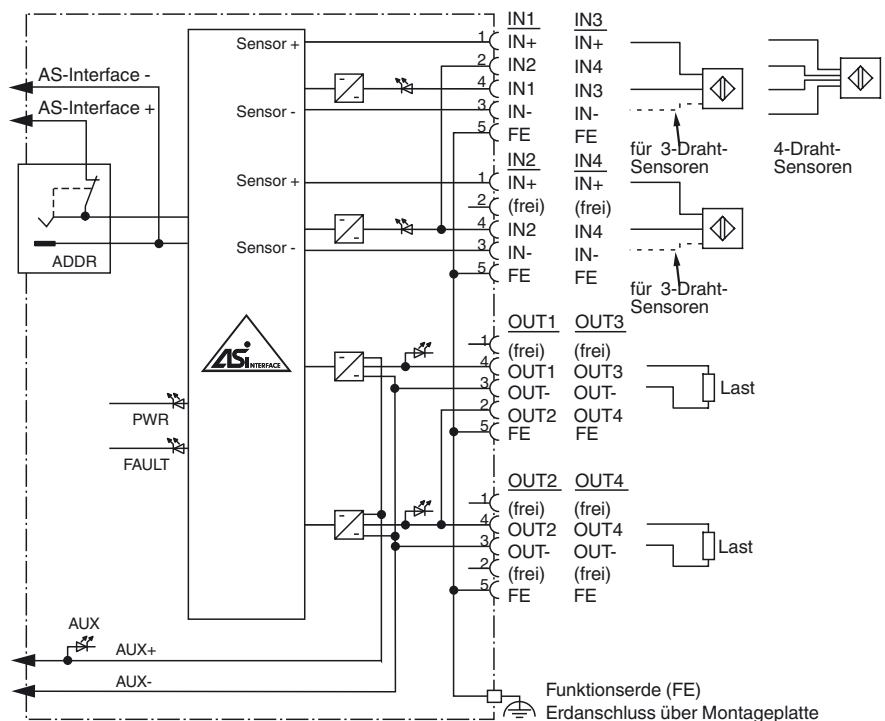 AS-Interface -
AS-Interface +
ADDR
PWR
FAULT
AUX
AUX+
AUX-
Sensor +
Sensor -
Sensor +
Sensor -
ASi INTERFACE
IN1 IN3
1 IN+ IN+
2 IN2 IN4
4 IN1 IN3
3 IN- IN-
5 FE FE
für 3-Draht-
Sensoren
4-Draht-
Sensoren
IN2 IN4
1 IN+ IN+
2 (frei) (frei)
4 IN2 IN4
3 IN- IN-
5 FE FE
für 3-Draht-
Sensoren
OUT1 OUT3
1 (frei) (frei)
4 OUT1 OUT3
3 OUT- OUT-
2 OUT2 OUT4
5 FE FE
Last
OUT2 OUT4
1 (frei) (frei)
4 OUT2 OUT4
3 OUT- OUT-
2 (frei) (frei)
5 FE FE
Last
Funktionserde (FE)
Erdanschluss über Montageplatte